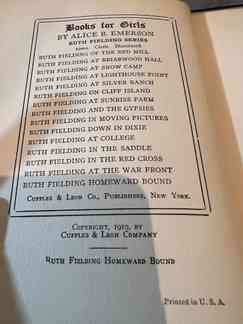 Books for Girls
BY ALICE B. EMERSON
RUTH FIELDING SERIES
12mo. Cloth. Illustrated.
RUTH FIELDING OF THE RED MILL
RUTH FIELDING AT BRIARWOOD HALL
RUTH FIELDING AT SNOW CAMP
RUTH FIELDING AT LIGHTHOUSE POINT
RUTH FIELDING AT SILVER RANCH
RUTH FIELDING ON CLIFF ISLAND
RUTH FIELDING AT SUNRISE FARM
RUTH FIELDING AND THE GYPSIES
RUTH FIELDING IN MOVING PICTURES
RUTH FIELDING DOWN IN DIXIE
RUTH FIELDING AT COLLEGE
RUTH FIELDING IN THE SADDLE
RUTH FIELDING IN THE RED CROSS
RUTH FIELDING AT THE WAR FRONT
RUTH FIELDING HOMEWARD BOUND
CUPPLES & LEON CO., PUBLISHERS, NEW YORK.
COPYRIGHT, 1919, BY
CUPPLES & LEON COMPANY
RUTH FIELDING HOMEWARD BOUND
Printed in U. S. A.